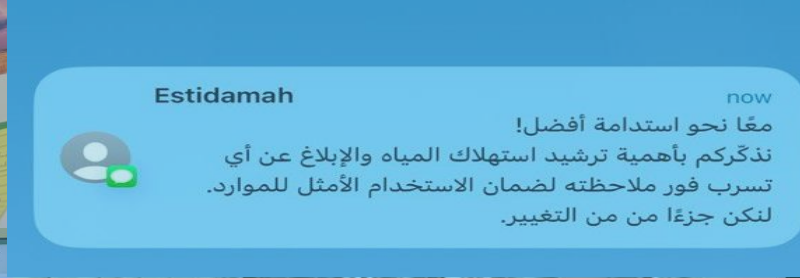 Estidamah
now
معًا نحو استدامة أفضل!
نذكّركم بأهمية ترشيد استهلاك المياه والإبلاغ عن أي
تسرب فور ملاحظته لضمان الاستخدام الأمثل للموارد.
لنكن جزءًا من من التغيير.